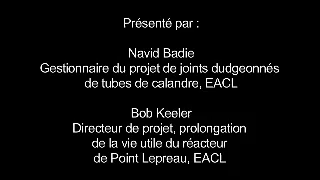 Présenté par :
Navid Badie
Gestionnaire du projet de joints dudgeonnés
de tubes de calandre, EACL
Bob Keeler
Directeur de projet, prolongation
de la vie utile du réacteur
de Point Lepreau, EACL